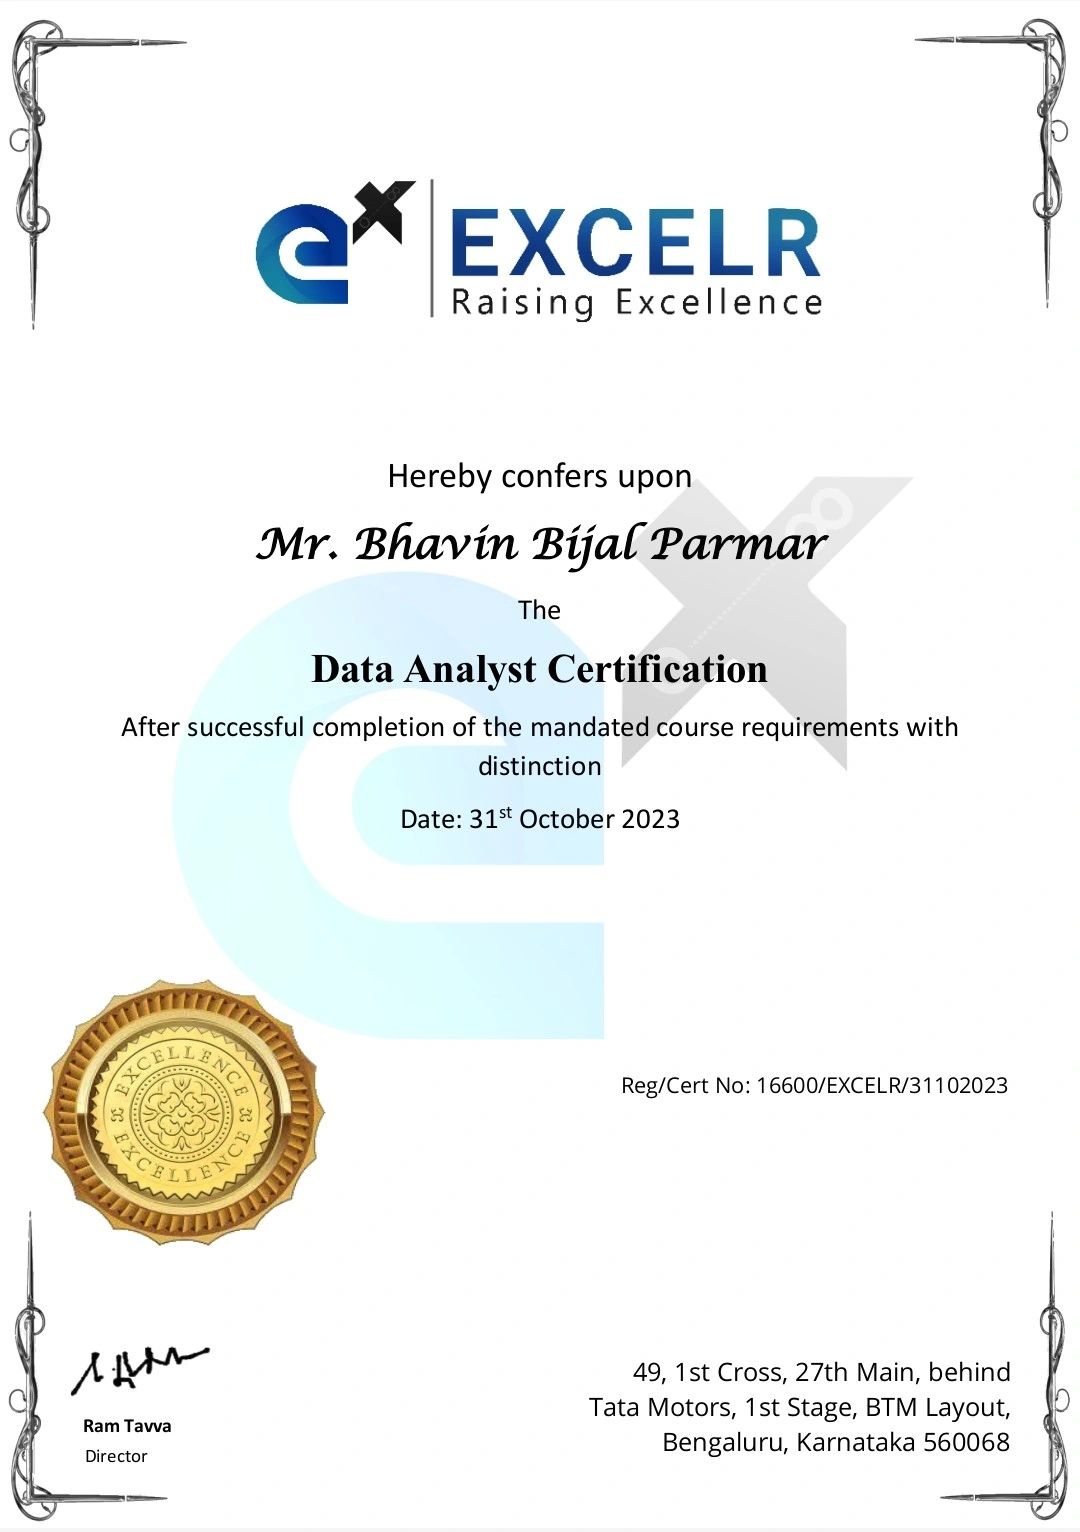 EXCELR
Raising Excellence
Hereby confers upon
Mr. Bhavin Bijal Parmar
The
Data Analyst Certification
After successful completion of the mandated course requirements with
distinction
Date: 31st October 2023
Reg/Cert No: 16600/EXCELR/31102023
EXCELLENCE
EXCELLENCE
Ram Tavva
Director
49, 1st Cross, 27th Main, behind
Tata Motors, 1st Stage, BTM Layout,
Bengaluru, Karnataka 560068